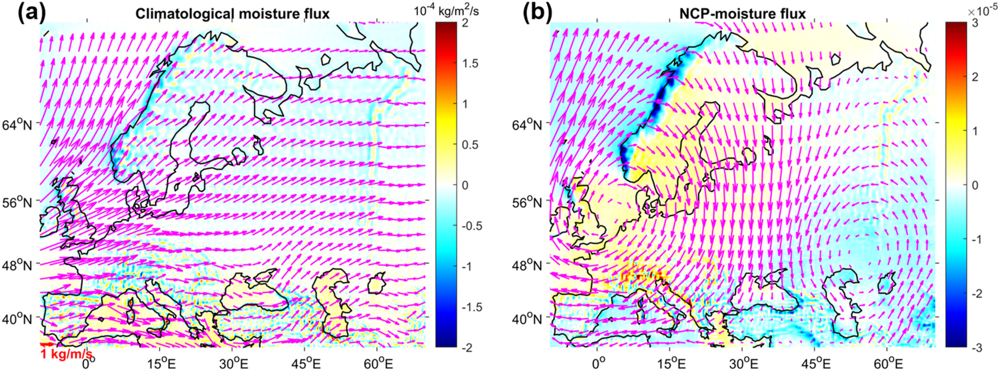 (a)
Climatological moisture flux
10⁻⁴ kg/m²/s
2
1.5
1
0.5
0
-0.5
-1
-1.5
-2
64°N
56°N
48°N
40°N
1 kg/m/s
0°
15°E
30°E
45°E
60°E
(b)
NCP-moisture flux
×10⁻⁵
3
2
1
0
-1
-2
-3
64°N
56°N
48°N
40°N
0°
15°E
30°E
45°E
60°E